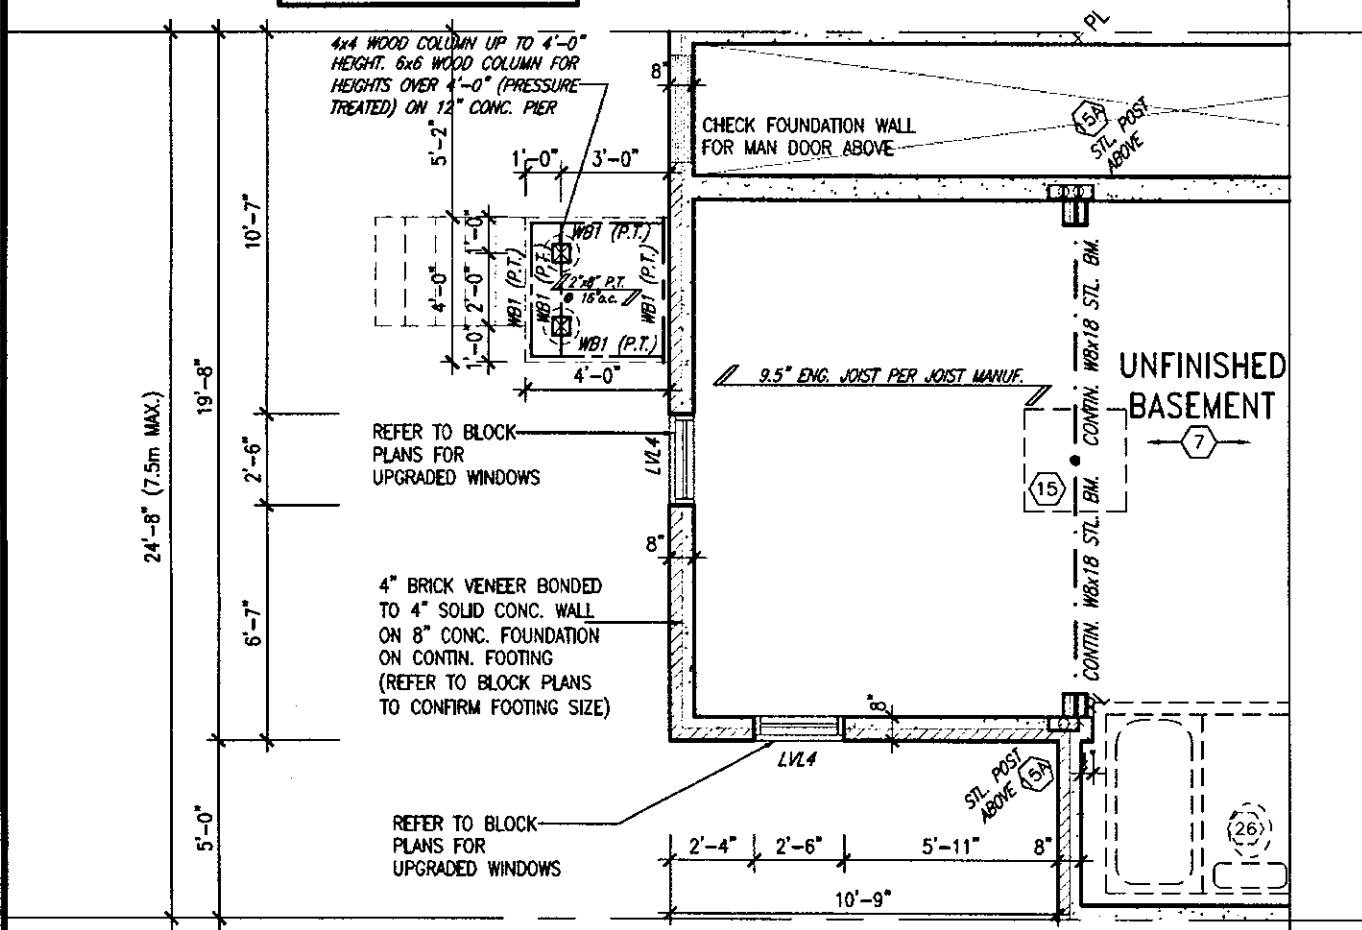 4x4 WOOD COLUMN UP TO 4'-0"
HEIGHT. 6x6 WOOD COLUMN FOR
HEIGHTS OVER 4'-0" (PRESSURE
TREATED) ON 12" CONC. PIER
PL
8"
CHECK FOUNDATION WALL
FOR MAN DOOR ABOVE
15A
STL. POST
ABOVE
5'-2"
1'-0"
3'-0"
10'-7"
1'-0"
4'-0"
2'-0"
1'-0"
WB1 (P.T.)
WB1 (P.T.)
WB1 (P.T.)
WB1 (P.T.)
WB1 (P.T.)
2"x8" P.T.
@ 16"o.c.
4'-0"
9.5" ENG. JOIST PER JOIST MANUF.
CONTIN. W8x18 STL. BM.
UNFINISHED
BASEMENT
7
15
CONTIN. W8x18 STL. BM.
24'-8" (7.5m MAX.)
19'-8"
2'-6"
REFER TO BLOCK
PLANS FOR
UPGRADED WINDOWS
LVL4
8"
6'-7"
4" BRICK VENEER BONDED
TO 4" SOLID CONC. WALL
ON 8" CONC. FOUNDATION
ON CONTIN. FOOTING
(REFER TO BLOCK PLANS
TO CONFIRM FOOTING SIZE)
8"
PL
LVL4
STL. POST
ABOVE
15A
5'-0"
REFER TO BLOCK
PLANS FOR
UPGRADED WINDOWS
2'-4"
2'-6"
5'-11"
8"
26
10'-9"